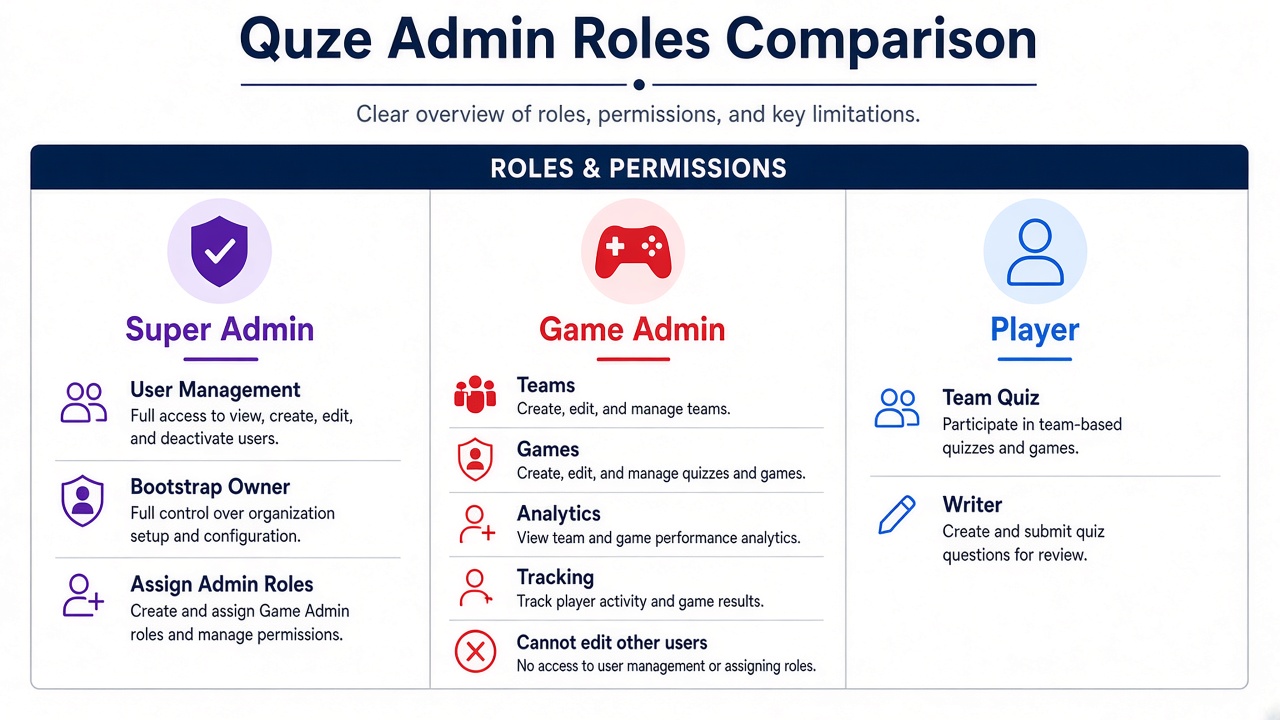 Quze Admin Roles Comparison
Clear overview of roles, permissions, and key limitations.
ROLES & PERMISSIONS
Super Admin
User Management
Full access to view, create, edit,
and deactivate users.
Bootstrap Owner
Full control over organization
setup and configuration.
Assign Admin Roles
Create and assign Game Admin
roles and manage permissions.
Game Admin
Teams
Create, edit, and manage teams.
Games
Create, edit, and manage quizzes and games.
Analytics
View team and game performance analytics.
Tracking
Track player activity and game results.
Cannot edit other users
No access to user management or assigning roles.
Player
Team Quiz
Participate in team-based
quizzes and games.
Writer
Create and submit quiz
questions for review.